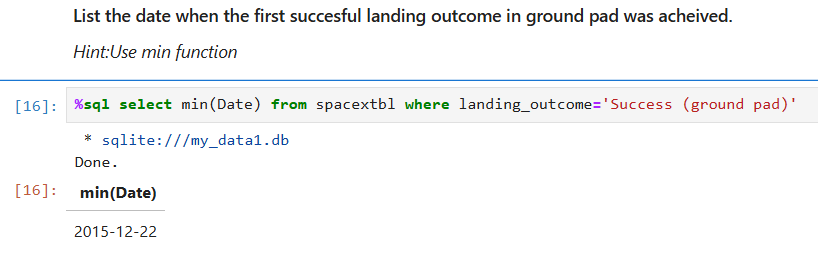 List the date when the first succesful landing outcome in ground pad was acheived.
Hint:Use min function
[16]: %sql select min(Date) from spacextbl where landing_outcome='Success (ground pad)'
* sqlite:///my_data1.db
Done.
[16]: min(Date)
2015-12-22